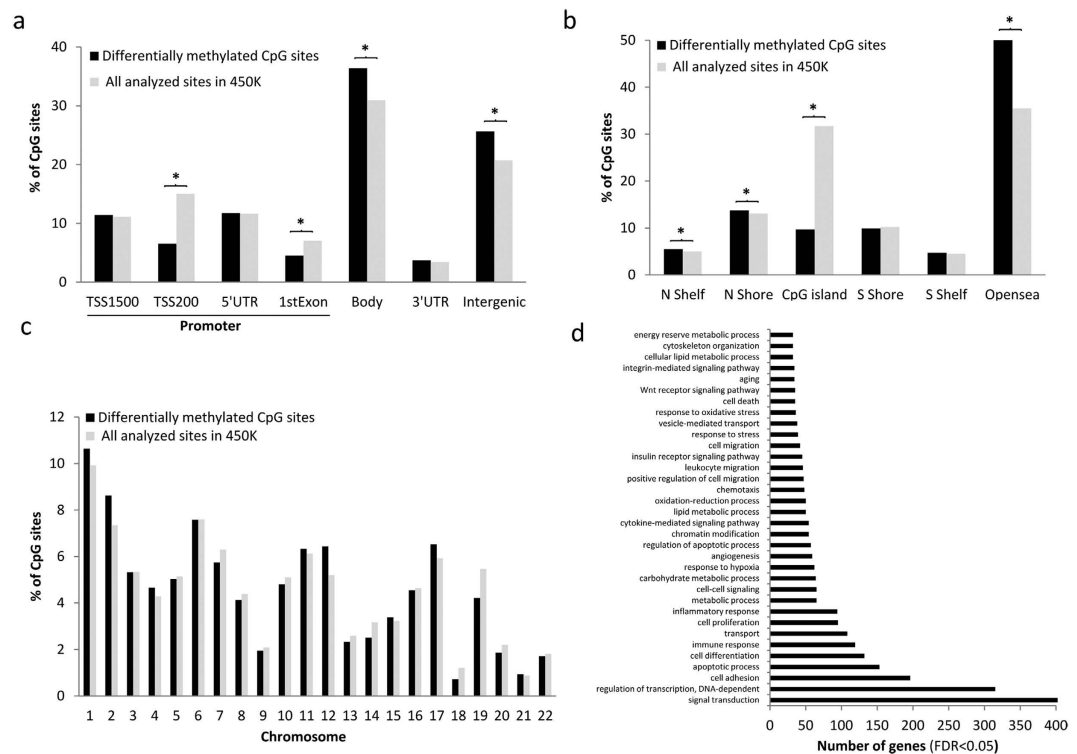 a
40
30
20
10
0
% of CpG sites
Differentially methylated CpG sites
All analyzed sites in 450K
*
*
*
*
TSS1500 TSS200 5'UTR 1stExon Body 3'UTR Intergenic
Promoter
b
50
40
30
20
10
0
% of CpG sites
Differentially methylated CpG sites
All analyzed sites in 450K
*
*
*
*
N Shelf N Shore CpG island S Shore S Shelf Opensea
c
12
10
8
6
4
2
0
% of CpG sites
Differentially methylated CpG sites
All analyzed sites in 450K
1 2 3 4 5 6 7 8 9 10 11 12 13 14 15 16 17 18 19 20 21 22
Chromosome
d
energy reserve metabolic process
cytoskeleton organization
cellular lipid metabolic process
integrin-mediated signaling pathway
aging
Wnt receptor signaling pathway
cell death
response to oxidative stress
vesicle-mediated transport
response to stress
cell migration
insulin receptor signaling pathway
leukocyte migration
positive regulation of cell migration
chemotaxis
oxidation-reduction process
lipid metabolic process
cytokine-mediated signaling pathway
chromatin modification
regulation of apoptotic process
angiogenesis
response to hypoxia
carbohydrate metabolic process
cell-cell signaling
metabolic process
inflammatory response
cell proliferation
transport
immune response
cell differentiation
apoptotic process
cell adhesion
regulation of transcription, DNA-dependent
signal transduction
0 50 100 150 200 250 300 350 400
Number of genes (FDR<0.05)